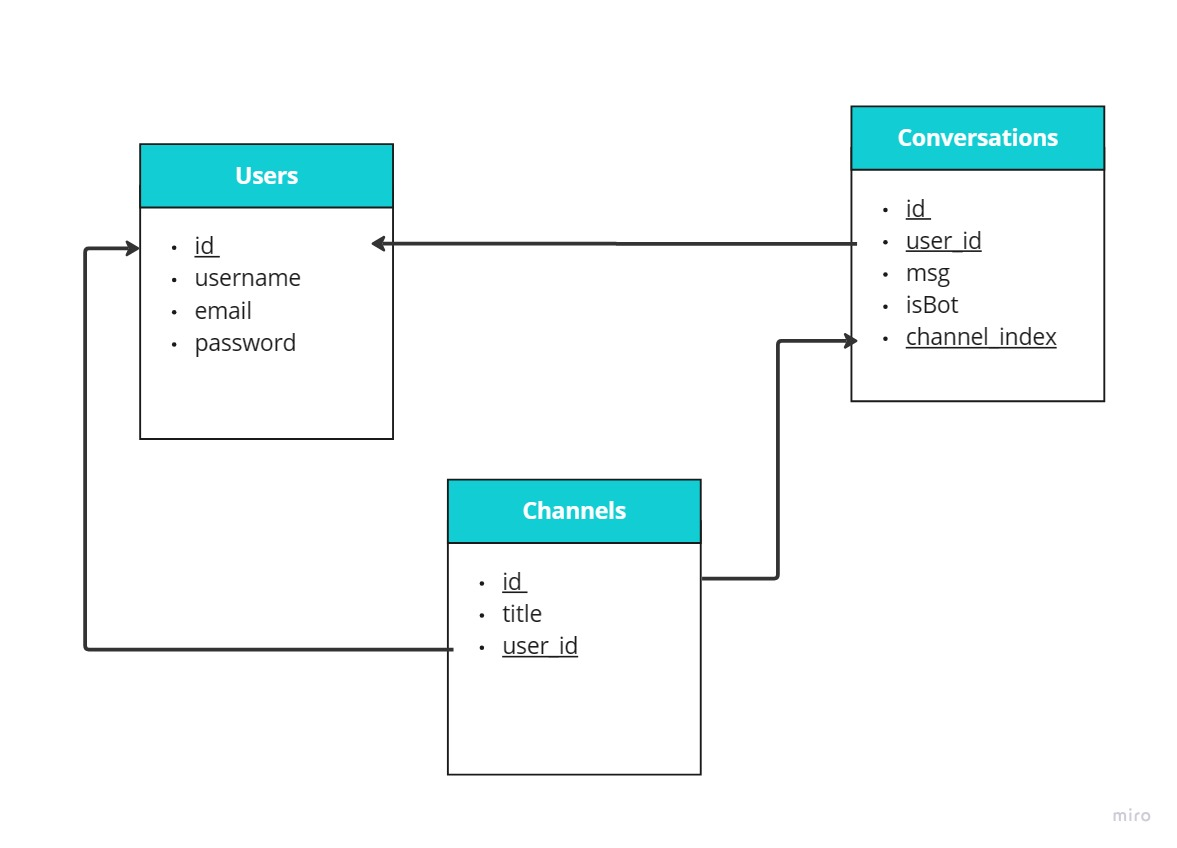 Users
id
username
email
password
Conversations
id
user_id
msg
isBot
channel_index
Channels
id
title
user_id
miro